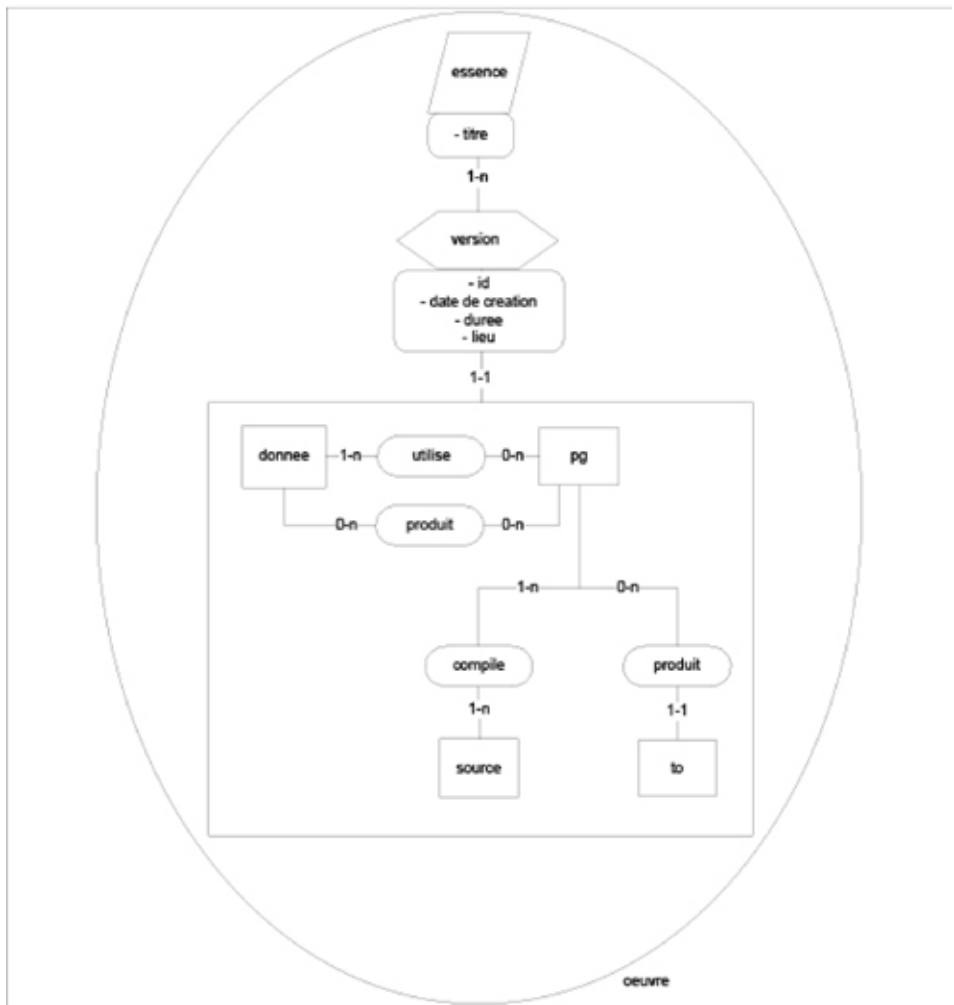 essence
- titre
1-n
version
- id
- date de creation
- duree
- lieu
1-1
donnee 1-n utilise 0-n pg
0-n produit 0-n
1-n 0-n
compile produit
1-n 1-1
source to
oeuvre